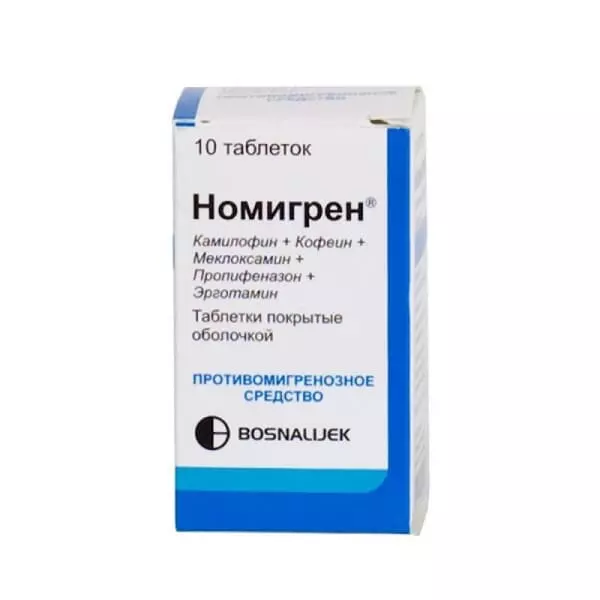 10 таблеток
Номигрен®
Камилофин + Кофеин +
Меклоксамин +
Пропифеназон +
Эрготамин
Таблетки покрытые
оболочкой
ПРОТИВОМИГРЕНОЗНОЕ
СРЕДСТВО
BOSNALIJEK